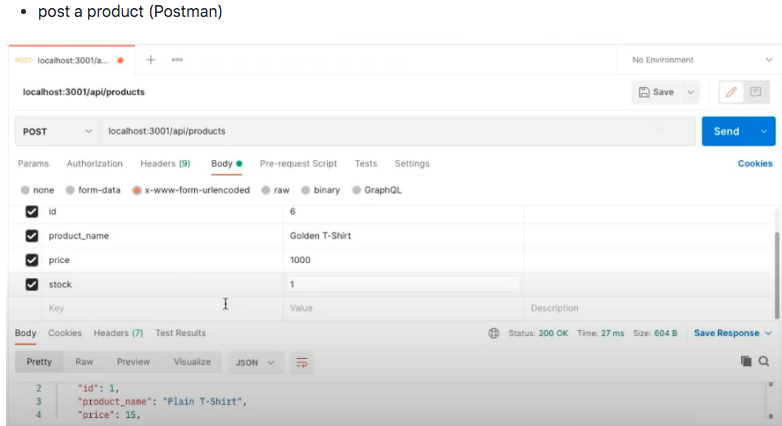 • post a product (Postman)
POST localhost:3001/a... + ooo No Environment
localhost:3001/api/products Save
POST localhost:3001/api/products Send
Params Authorization Headers (9) Body Pre-request Script Tests Settings Cookies
none form-data x-www-form-urlencoded raw binary GraphQL
id 6
product_name Golden T-Shirt
price 1000
stock 1
Key Value Description
Body Cookies Headers (7) Test Results Status: 200 OK Time: 27 ms Size: 604 B Save Response
Pretty Raw Preview Visualize JSON
2 "id": 1,
3 "product_name": "Plain T-Shirt",
4 "price": 15,